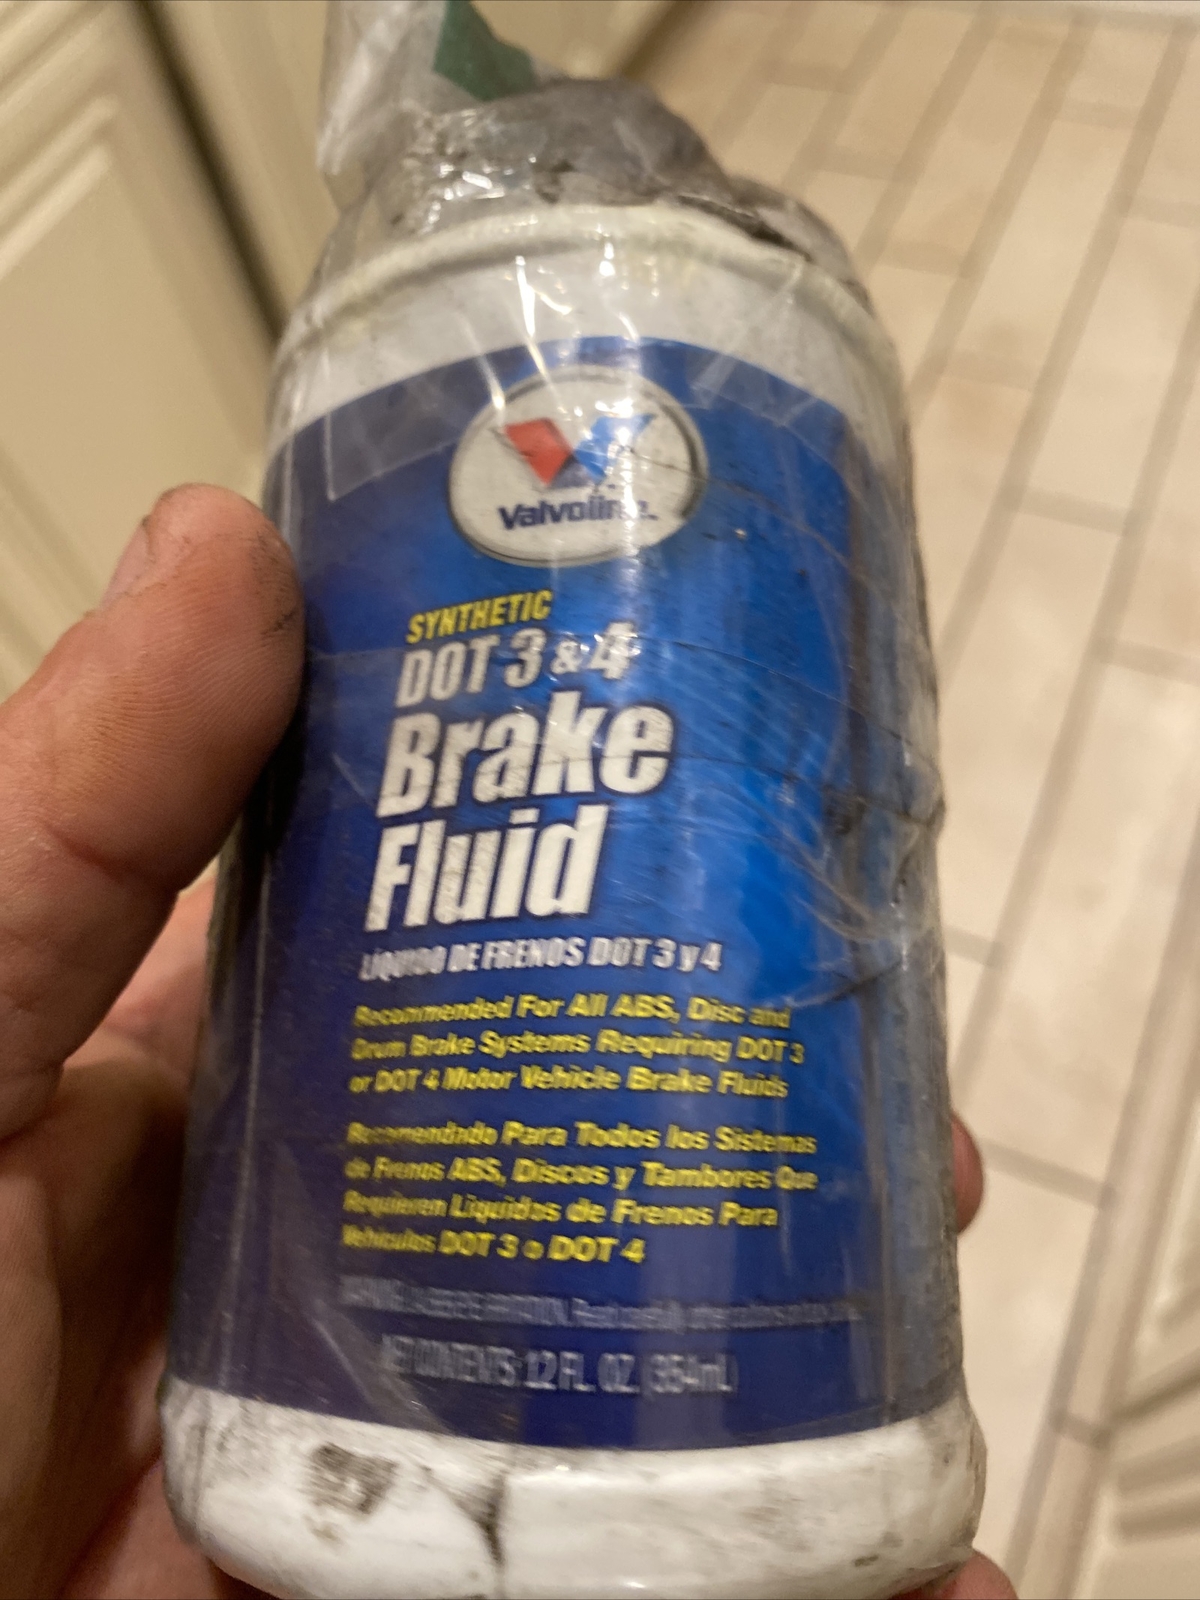 Valvoline.
SYNTHETIC
DOT 3 & 4
Brake
Fluid
LÍQUIDO DE FRENOS DOT 3 y 4
Recommended For All ABS, Disc and
Drum Brake Systems Requiring DOT 3
or DOT 4 Motor Vehicle Brake Fluids
Recomendado Para Todos los Sistemas
de Frenos ABS, Discos y Tambores Que
Requieren Liquidos de Frenos Para
Vehiculos DOT 3 o DOT 4
Read carefully
NET CONTENTS: 12 FL. OZ. (354mL)